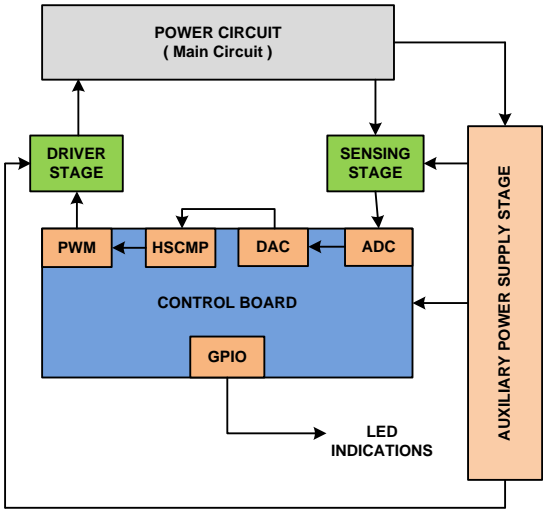 POWER CIRCUIT
( Main Circuit )
DRIVER
STAGE
SENSING
STAGE
PWM
HSCMP
DAC
ADC
CONTROL BOARD
GPIO
LED
INDICATIONS
AUXILIARY POWER SUPPLY STAGE